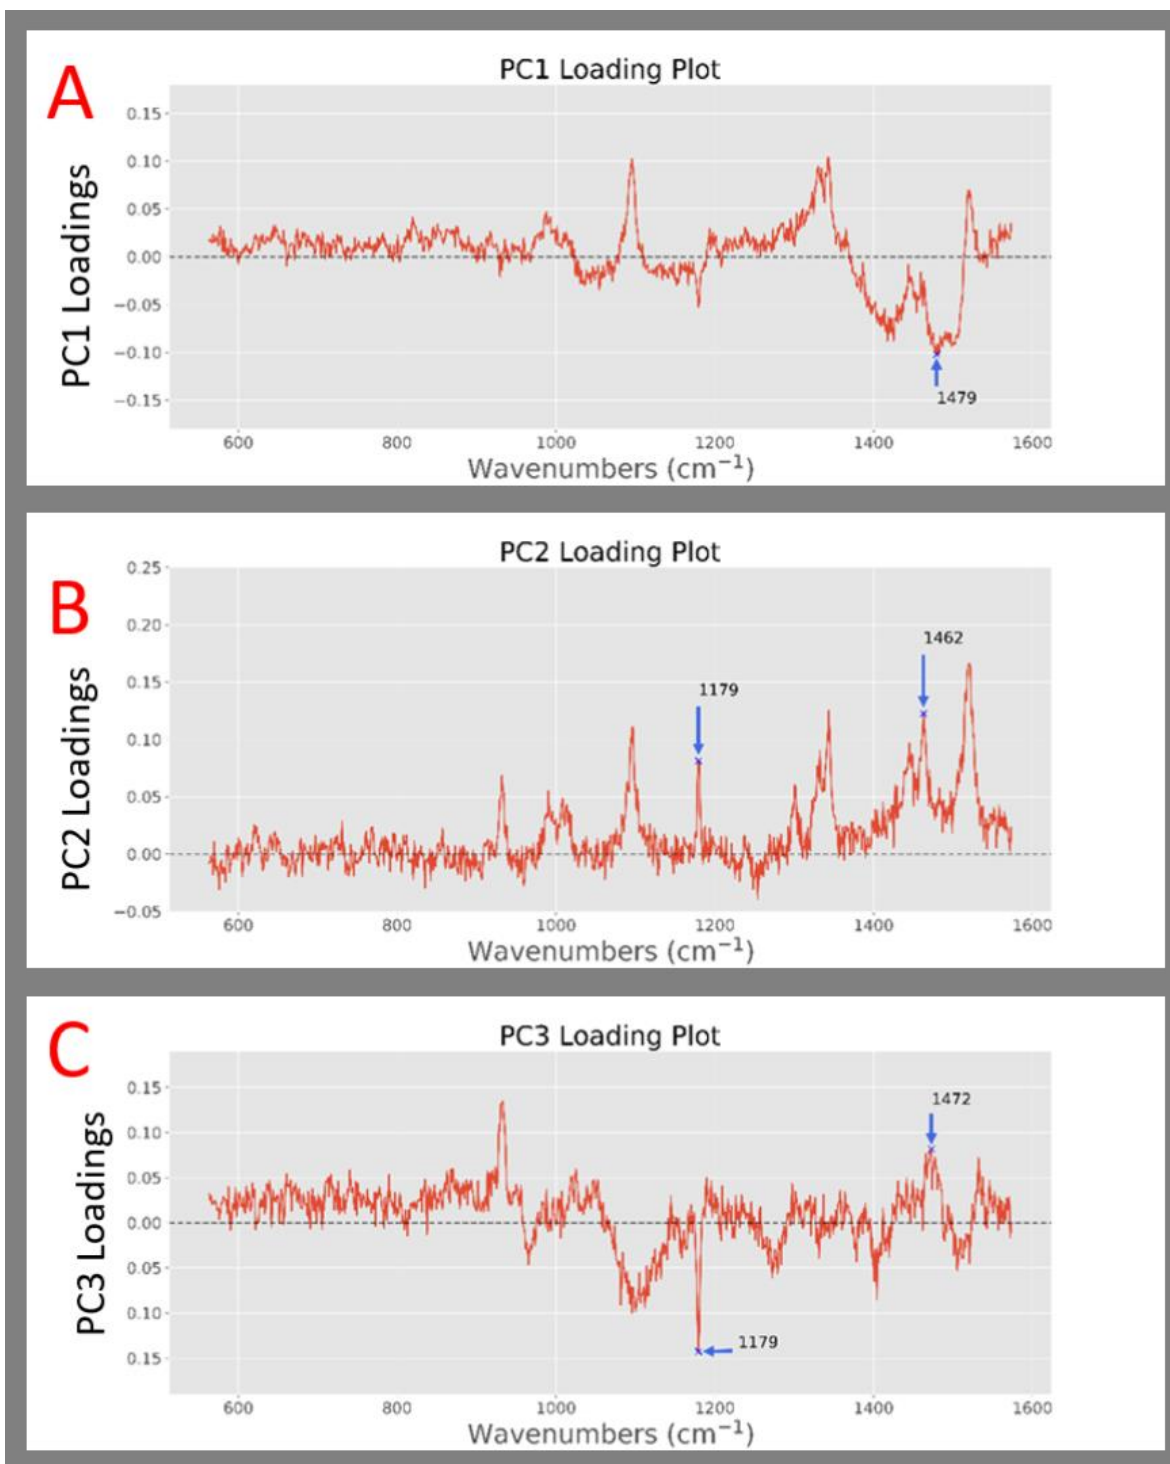 A
PC1 Loading Plot
PC1 Loadings
0.15
0.10
0.05
0.00
−0.05
−0.10
−0.15
1479
600 800 1000 1200 1400 1600
Wavenumbers (cm⁻¹)
B
PC2 Loading Plot
PC2 Loadings
0.25
0.20
0.15
0.10
0.05
0.00
−0.05
1462
1179
600 800 1000 1200 1400 1600
Wavenumbers (cm⁻¹)
C
PC3 Loading Plot
PC3 Loadings
0.15
0.10
0.05
0.00
0.05
0.10
0.15
1472
1179
600 800 1000 1200 1400 1600
Wavenumbers (cm⁻¹)